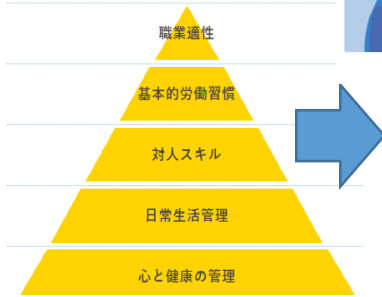 職業適性
基本的労働習慣
対人スキル
日常生活管理
心と健康の管理